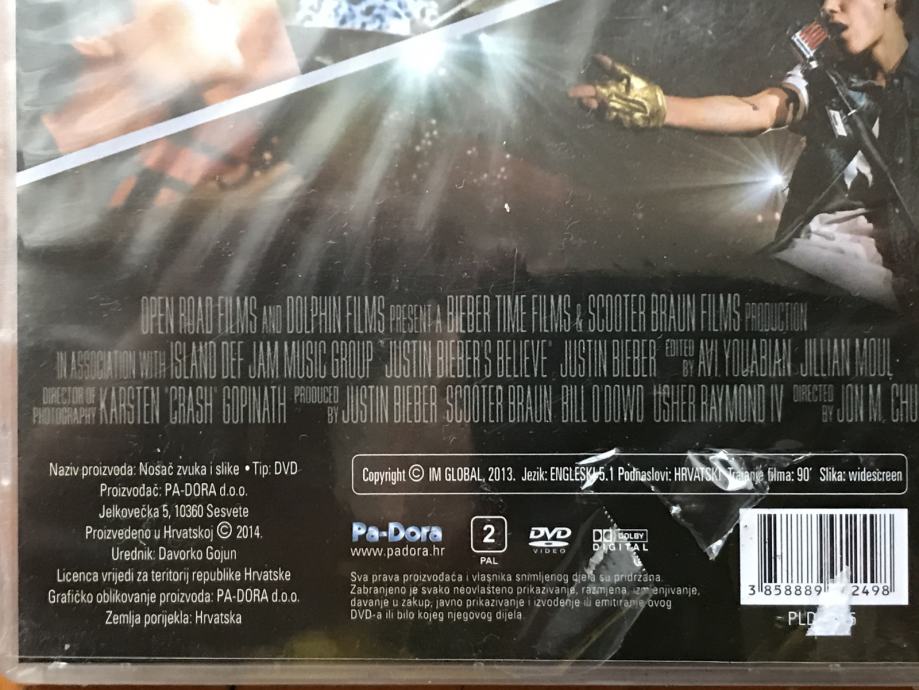 OPEN ROAD FILMS AND DOLPHIN FILMS PRESENT A BIEBER TIME FILMS & SCOOTER BRAUN FILMS PRODUCTION
IN ASSOCIATION WITH ISLAND DEF JAM MUSIC GROUP "JUSTIN BIEBER'S BELIEVE" JUSTIN BIEBER EDITED BY AVI YOUABIAN JILLIAN MOUL
DIRECTOR OF PHOTOGRAPHY KARSTEN "CRASH" GOPINATH PRODUCED BY JUSTIN BIEBER SCOOTER BRAUN BILL O'DOWD USHER RAYMOND IV DIRECTED BY JON M. CHU
Naziv proizvoda: Nosač zvuka i slike • Tip: DVD
Proizvođač: PA-DORA d.o.o.
Jelkovečka 5, 10360 Sesvete
Proizvedeno u Hrvatskoj © 2014.
Urednik: Davorko Gojun
Licenca vrijedi za teritorij republike Hrvatske
Grafičko oblikovanje proizvoda: PA-DORA d.o.o.
Zemlja porijekla: Hrvatska
Copyright © IM GLOBAL, 2013. Jezik: ENGLESKI 5.1 Podnaslovi: HRVATSKI Trajanje filma: 90' Slika: widescreen
Pa-Dora
www.padora.hr
2
PAL
DVD
VIDEO
DOLBY
DIGITAL
Sva prava proizvođača i vlasnika snimljenog djela su pridržana.
Zabranjeno je svako neovlašteno prikazivanje, razmjena, izmjenjivanje,
davanje u zakup, javno prikazivanje i izvođenje ili emitiranje ovog
DVD-a ili bilo kojeg njegovog dijela.
3 858889 2498